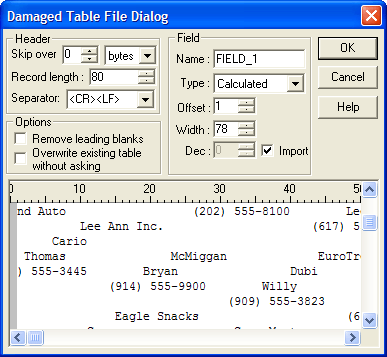 Damaged Table File Dialog
Header
Skip over 0 bytes
Record length : 80
Separator: <CR><LF>
Options
Remove leading blanks
Overwrite existing table
without asking
Field
Name : FIELD_1
Type : Calculated
Offset : 1
Width : 78
Dec : 0 Import
OK
Cancel
Help
0 10 20 30 40 50
nd Auto (202) 555-8100 Le
Lee Ann Inc. (617) 5
Cario
Thomas McMiggan EuroTr
) 555-3445 Bryan Dubi
(914) 555-9900 Willy
(909) 555-3823
Eagle Snacks (6